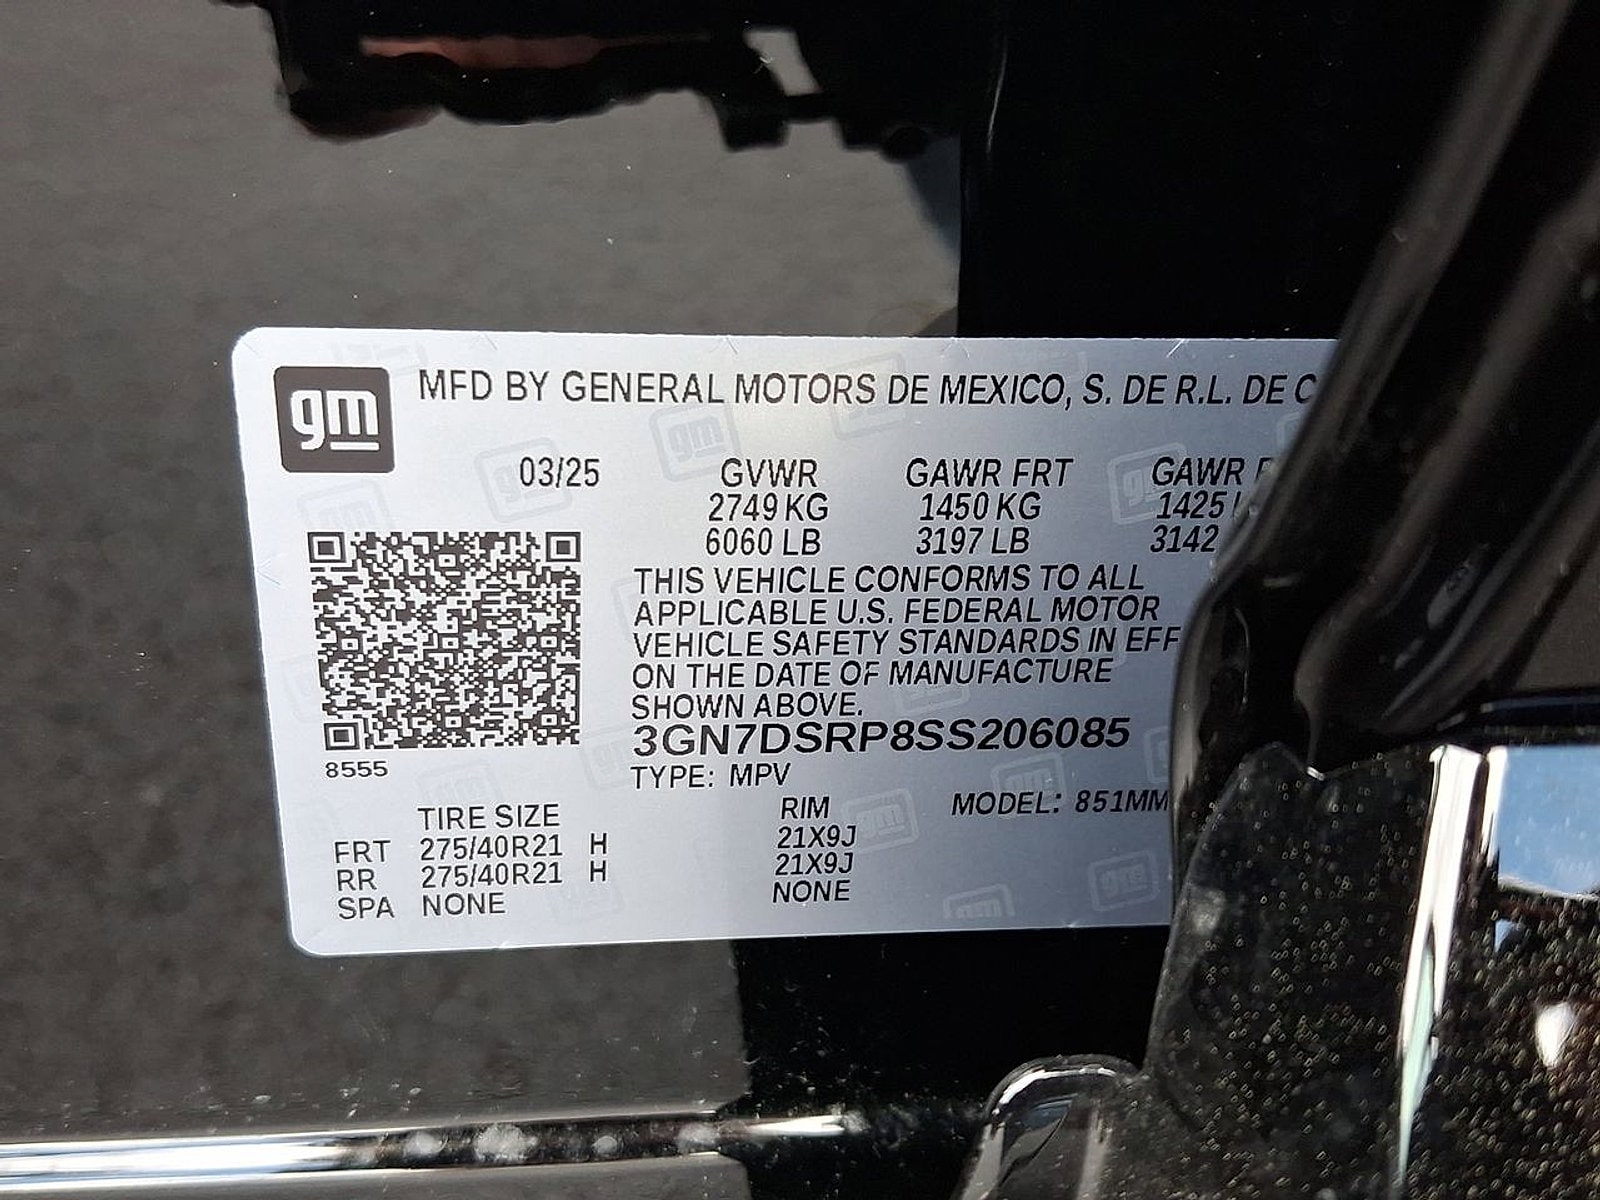 gm MFD BY GENERAL MOTORS DE MEXICO, S. DE R.L. DE C
03/25 GVWR GAWR FRT GAWR
2749 KG 1450 KG 1425
6060 LB 3197 LB 3142
THIS VEHICLE CONFORMS TO ALL
APPLICABLE U.S. FEDERAL MOTOR
VEHICLE SAFETY STANDARDS IN EFF
ON THE DATE OF MANUFACTURE
SHOWN ABOVE.
3GN7DSRP8SS206085
8555 TYPE: MPV
TIRE SIZE RIM MODEL: 851MM
FRT 275/40R21 H 21X9J
RR 275/40R21 H 21X9J
SPA NONE NONE